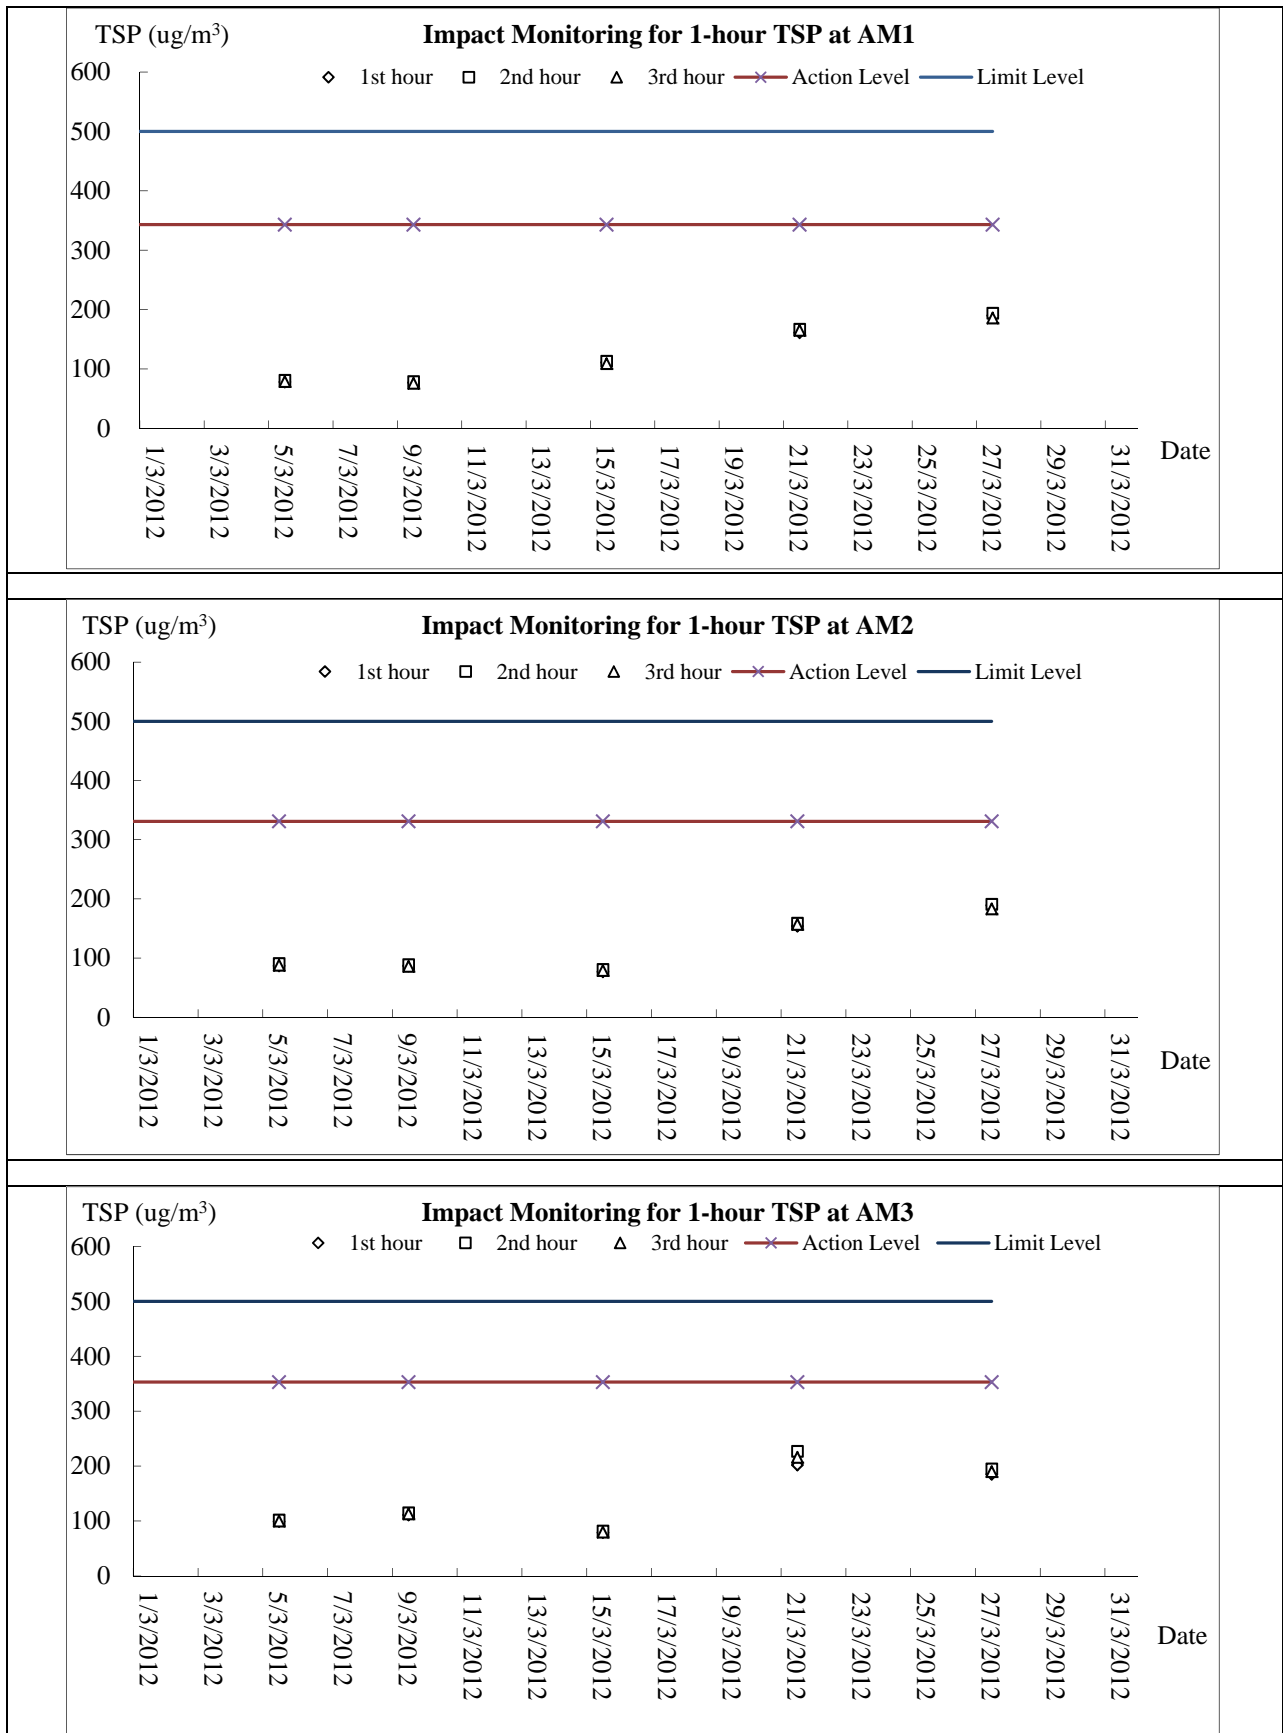 TSP (ug/m³) Impact Monitoring for 1-hour TSP at AM1
1st hour 2nd hour 3rd hour Action Level Limit Level
600
500
400
300
200
100
0
1/3/2012 3/3/2012 5/3/2012 7/3/2012 9/3/2012 11/3/2012 13/3/2012 15/3/2012 17/3/2012 19/3/2012 21/3/2012 23/3/2012 25/3/2012 27/3/2012 29/3/2012 31/3/2012 Date
TSP (ug/m³) Impact Monitoring for 1-hour TSP at AM2
1st hour 2nd hour 3rd hour Action Level Limit Level
600
500
400
300
200
100
0
1/3/2012 3/3/2012 5/3/2012 7/3/2012 9/3/2012 11/3/2012 13/3/2012 15/3/2012 17/3/2012 19/3/2012 21/3/2012 23/3/2012 25/3/2012 27/3/2012 29/3/2012 31/3/2012 Date
TSP (ug/m³) Impact Monitoring for 1-hour TSP at AM3
1st hour 2nd hour 3rd hour Action Level Limit Level
600
500
400
300
200
100
0
1/3/2012 3/3/2012 5/3/2012 7/3/2012 9/3/2012 11/3/2012 13/3/2012 15/3/2012 17/3/2012 19/3/2012 21/3/2012 23/3/2012 25/3/2012 27/3/2012 29/3/2012 31/3/2012 Date